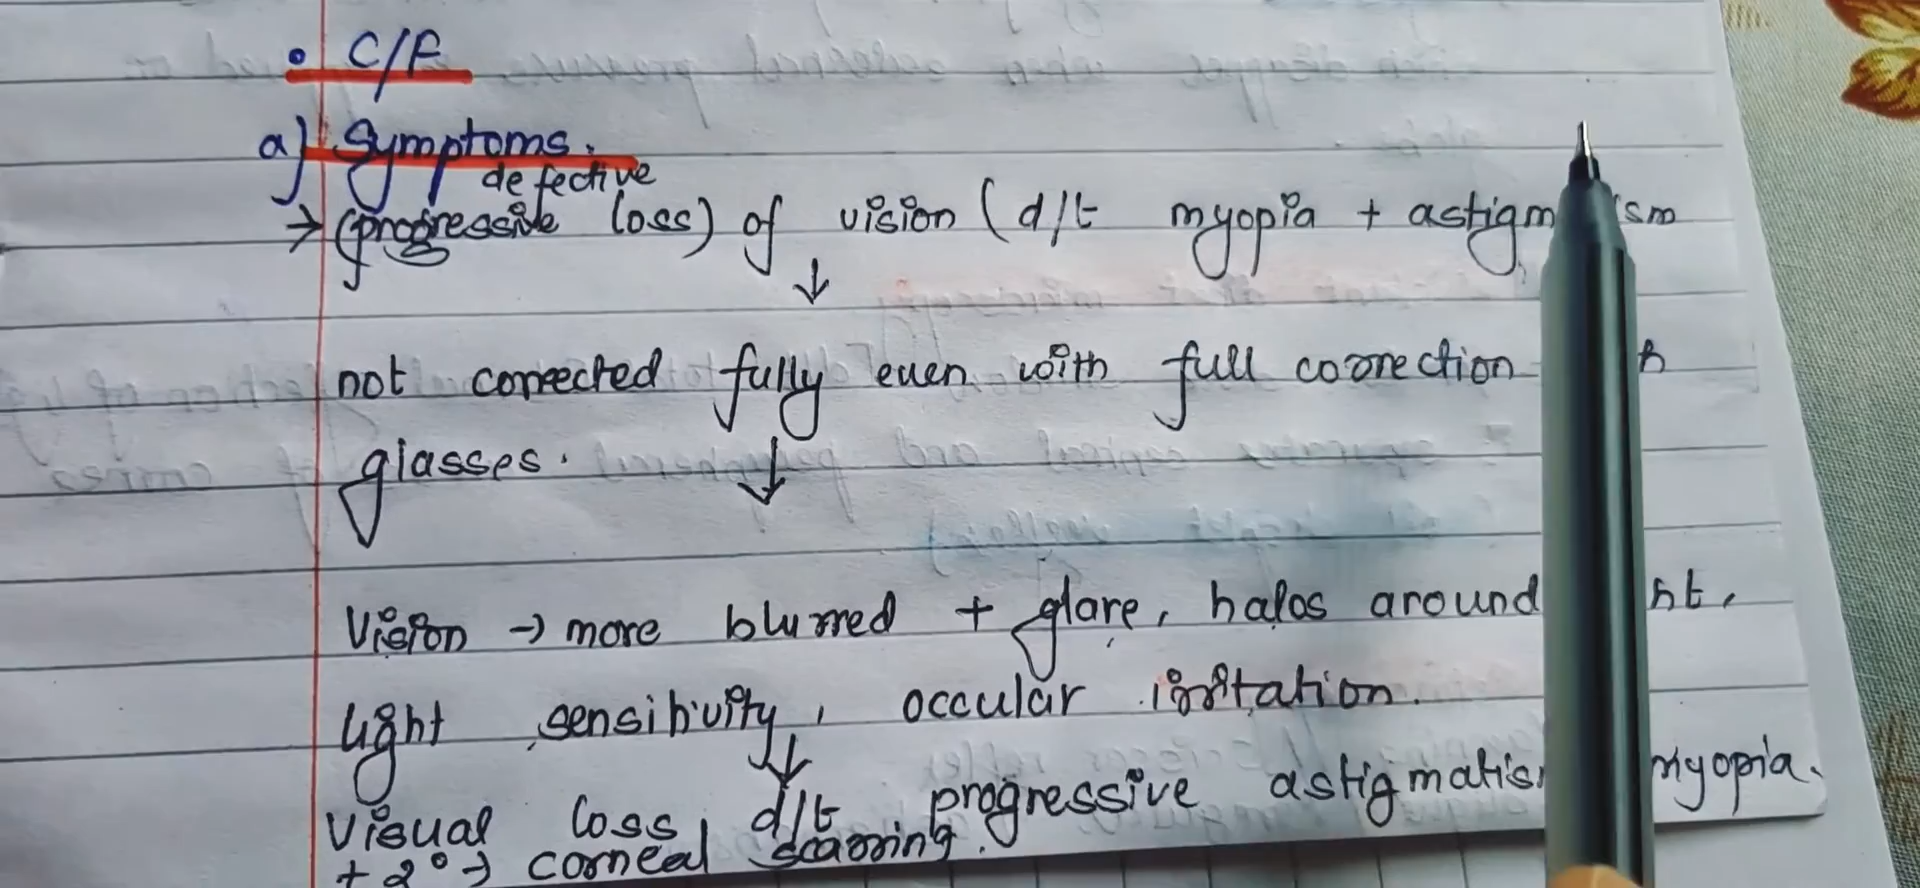 • C/F
a) Symptoms.
defective
→ (progressive loss) of vision (d/t myopia + astigm ism
↓
not corrected fully even with full correction h
glasses.
↓
Vision → more blurred + glare, halos around ht,
light sensitivity, occular irritation.
↓
Visual loss d/t progressive astigmatis myopia.
+ 2° → corneal scarring.